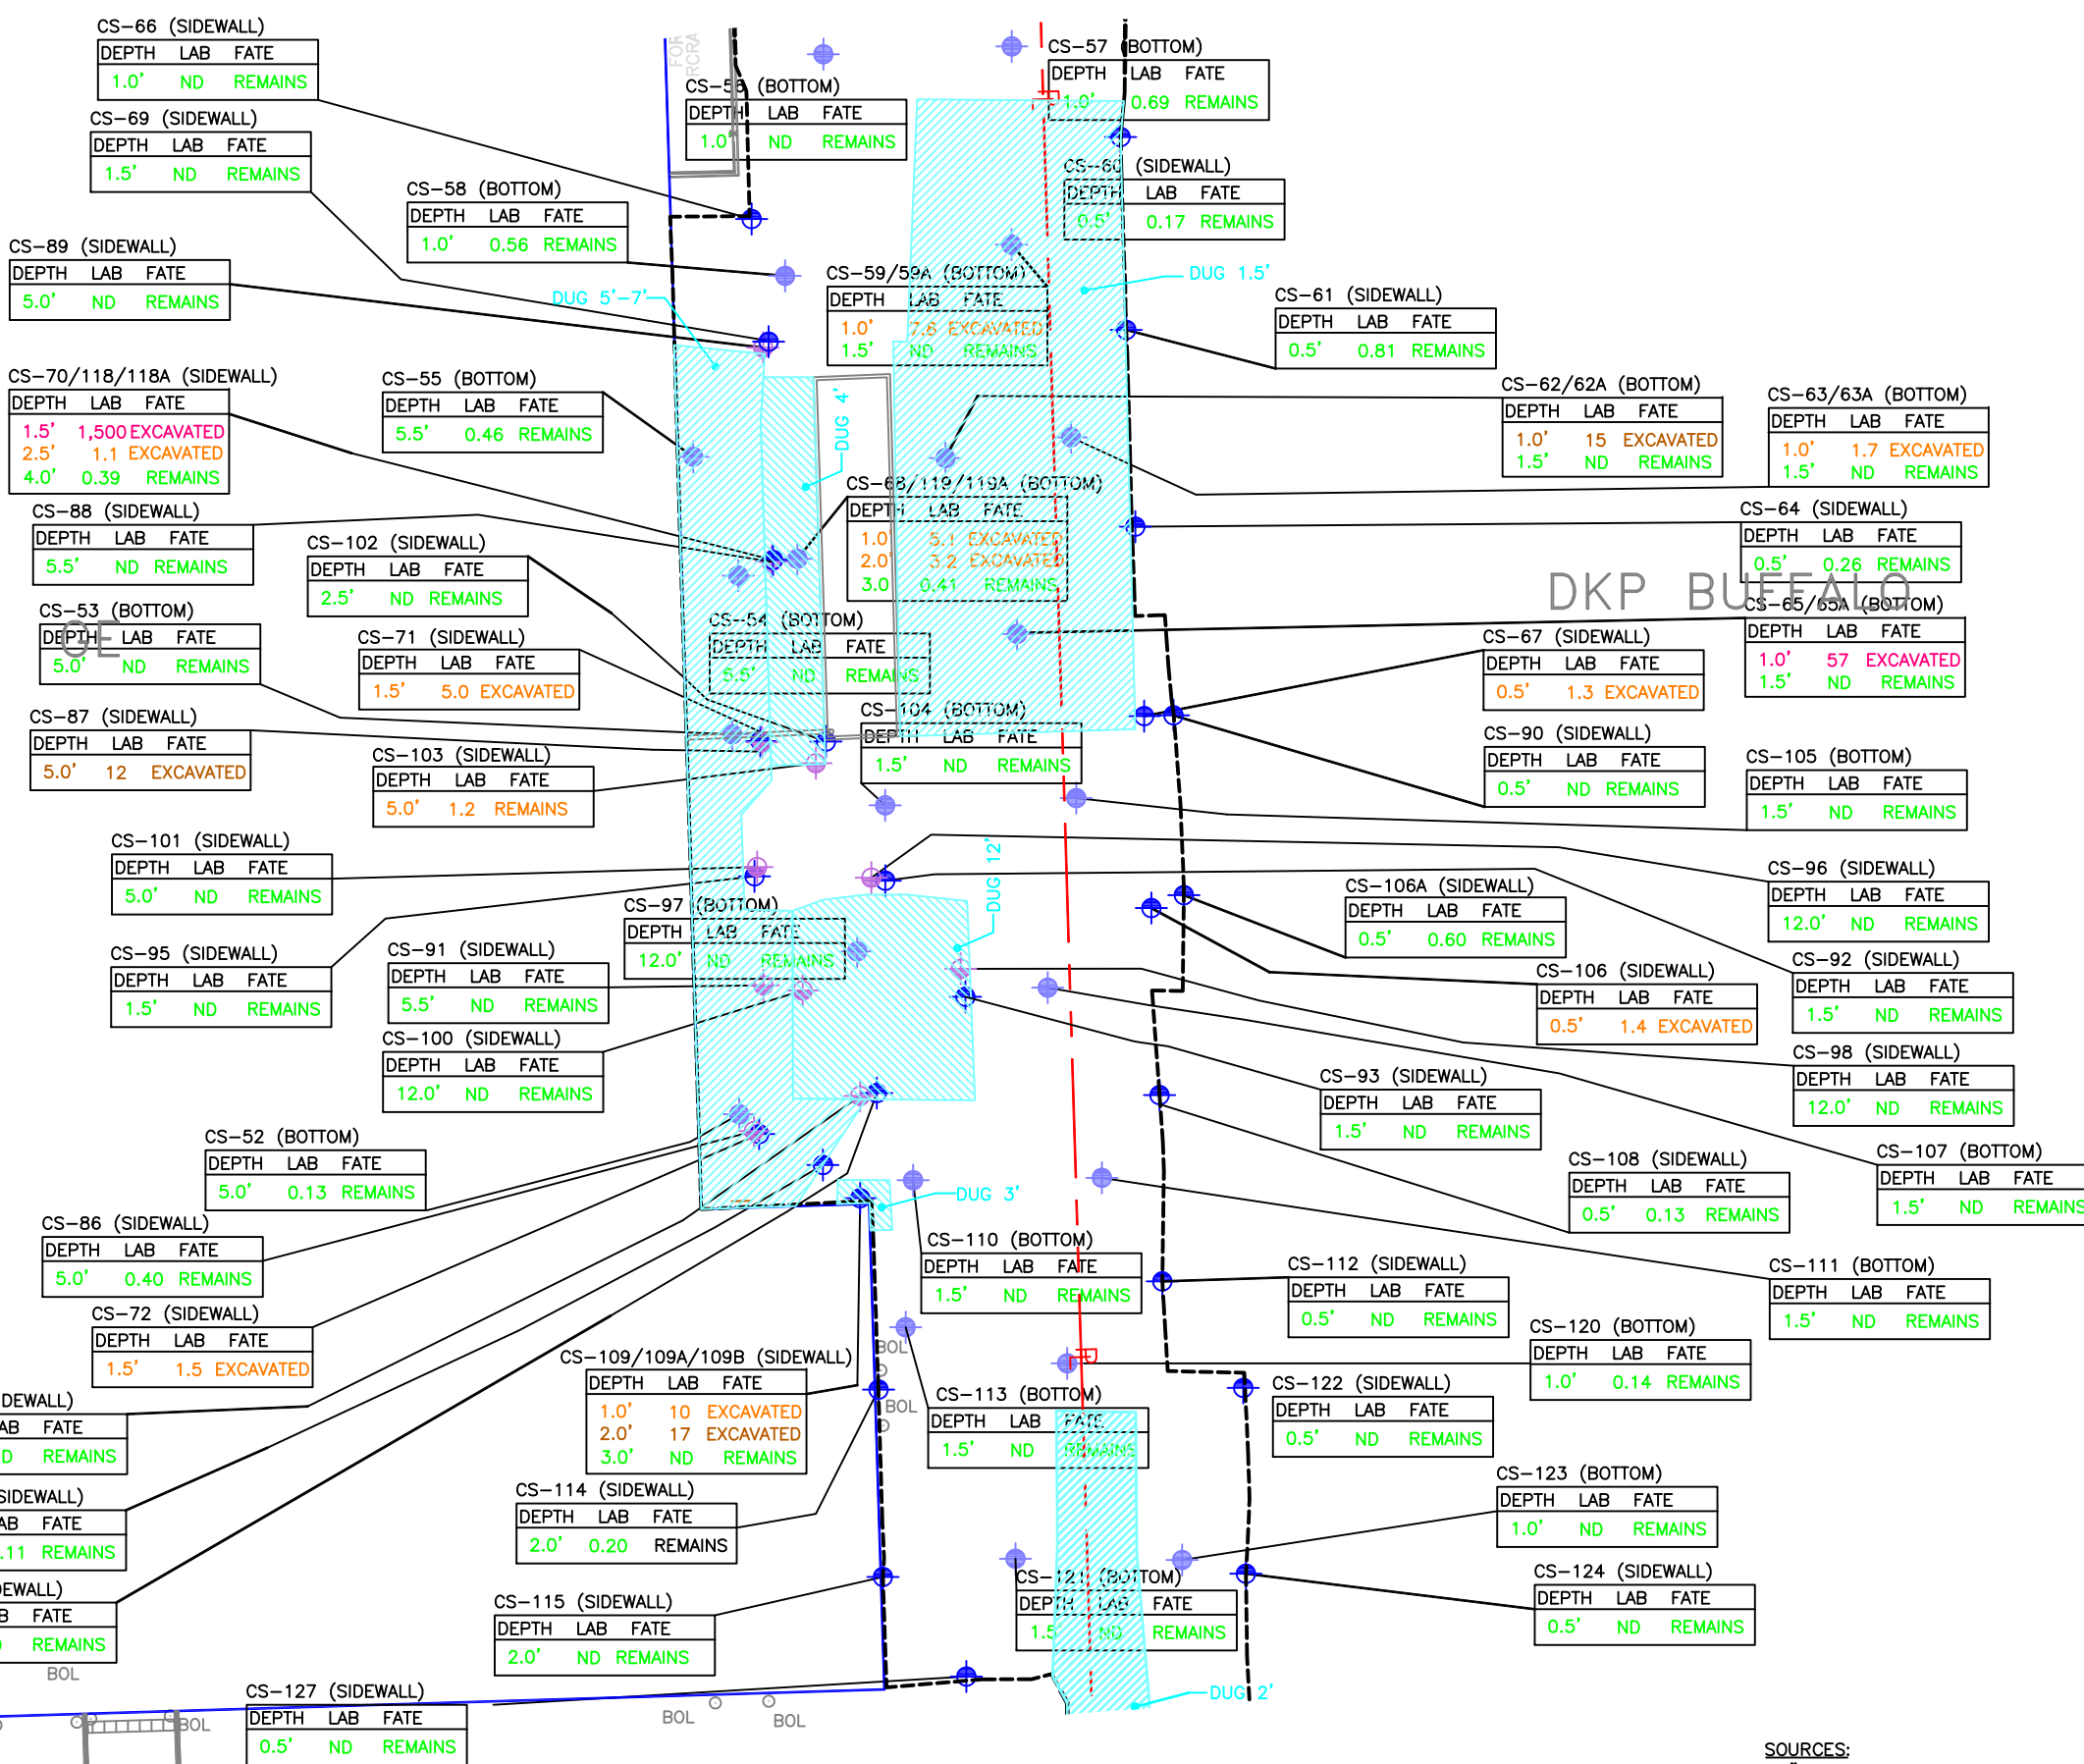 CS-66 (SIDEWALL)
DEPTH LAB FATE
1.0' ND REMAINS
CS-69 (SIDEWALL)
DEPTH LAB FATE
1.5' ND REMAINS
FOR
RCRA
CS-56 (BOTTOM)
DEPTH LAB FATE
1.0' ND REMAINS
CS-57 (BOTTOM)
DEPTH LAB FATE
1.0' 0.69 REMAINS
CS-60 (SIDEWALL)
DEPTH LAB FATE
0.5' 0.17 REMAINS
CS-58 (BOTTOM)
DEPTH LAB FATE
1.0' 0.56 REMAINS
CS-89 (SIDEWALL)
DEPTH LAB FATE
5.0' ND REMAINS
DUG 5'-7'
CS-59/59A (BOTTOM)
DEPTH LAB FATE
1.0' 7.8 EXCAVATED
1.5' ND REMAINS
DUG 1.5'
CS-61 (SIDEWALL)
DEPTH LAB FATE
0.5' 0.81 REMAINS
CS-70/118/118A (SIDEWALL)
DEPTH LAB FATE
1.5' 1,500 EXCAVATED
2.5' 1.1 EXCAVATED
4.0' 0.39 REMAINS
CS-55 (BOTTOM)
DEPTH LAB FATE
5.5' 0.46 REMAINS
DUG 4'
CS-62/62A (BOTTOM)
DEPTH LAB FATE
1.0' 15 EXCAVATED
1.5' ND REMAINS
CS-63/63A (BOTTOM)
DEPTH LAB FATE
1.0' 1.7 EXCAVATED
1.5' ND REMAINS
CS-88 (SIDEWALL)
DEPTH LAB FATE
5.5' ND REMAINS
CS-102 (SIDEWALL)
DEPTH LAB FATE
2.5' ND REMAINS
CS-68/119/119A (BOTTOM)
DEPTH LAB FATE
1.0' 5.1 EXCAVATED
2.0' 3.2 EXCAVATED
3.0 0.41 REMAINS
CS-64 (SIDEWALL)
DEPTH LAB FATE
0.5' 0.26 REMAINS
DKP BUFFALO
CS-65/65A (BOTTOM)
DEPTH LAB FATE
1.0' 57 EXCAVATED
1.5' ND REMAINS
CS-53 (BOTTOM)
DEPTH LAB FATE
5.0' ND REMAINS
GE
CS-71 (SIDEWALL)
DEPTH LAB FATE
1.5' 5.0 EXCAVATED
CS-54 (BOTTOM)
DEPTH LAB FATE
5.5' ND REMAINS
CS-67 (SIDEWALL)
DEPTH LAB FATE
0.5' 1.3 EXCAVATED
CS-87 (SIDEWALL)
DEPTH LAB FATE
5.0' 12 EXCAVATED
CS-103 (SIDEWALL)
DEPTH LAB FATE
5.0' 1.2 REMAINS
CS-104 (BOTTOM)
DEPTH LAB FATE
1.5' ND REMAINS
CS-90 (SIDEWALL)
DEPTH LAB FATE
0.5' ND REMAINS
CS-105 (BOTTOM)
DEPTH LAB FATE
1.5' ND REMAINS
CS-101 (SIDEWALL)
DEPTH LAB FATE
5.0' ND REMAINS
DUG 12'
CS-96 (SIDEWALL)
DEPTH LAB FATE
12.0' ND REMAINS
CS-106A (SIDEWALL)
DEPTH LAB FATE
0.5' 0.60 REMAINS
CS-97 (BOTTOM)
DEPTH LAB FATE
12.0' ND REMAINS
CS-95 (SIDEWALL)
DEPTH LAB FATE
1.5' ND REMAINS
CS-91 (SIDEWALL)
DEPTH LAB FATE
5.5' ND REMAINS
CS-92 (SIDEWALL)
DEPTH LAB FATE
1.5' ND REMAINS
CS-106 (SIDEWALL)
DEPTH LAB FATE
0.5' 1.4 EXCAVATED
CS-100 (SIDEWALL)
DEPTH LAB FATE
12.0' ND REMAINS
CS-98 (SIDEWALL)
DEPTH LAB FATE
12.0' ND REMAINS
CS-93 (SIDEWALL)
DEPTH LAB FATE
1.5' ND REMAINS
CS-52 (BOTTOM)
DEPTH LAB FATE
5.0' 0.13 REMAINS
CS-107 (BOTTOM)
DEPTH LAB FATE
1.5' ND REMAINS
CS-108 (SIDEWALL)
DEPTH LAB FATE
0.5' 0.13 REMAINS
DUG 3'
CS-86 (SIDEWALL)
DEPTH LAB FATE
5.0' 0.40 REMAINS
CS-110 (BOTTOM)
DEPTH LAB FATE
1.5' ND REMAINS
CS-112 (SIDEWALL)
DEPTH LAB FATE
0.5' ND REMAINS
CS-111 (BOTTOM)
DEPTH LAB FATE
1.5' ND REMAINS
CS-72 (SIDEWALL)
DEPTH LAB FATE
1.5' 1.5 EXCAVATED
CS-120 (BOTTOM)
DEPTH LAB FATE
1.0' 0.14 REMAINS
BOL
BOL
CS-109/109A/109B (SIDEWALL)
DEPTH LAB FATE
1.0' 10 EXCAVATED
2.0' 17 EXCAVATED
3.0' ND REMAINS
CS-113 (BOTTOM)
DEPTH LAB FATE
1.5' ND REMAINS
CS-122 (SIDEWALL)
DEPTH LAB FATE
0.5' ND REMAINS
DEWALL)
AB FATE
D REMAINS
CS-123 (BOTTOM)
DEPTH LAB FATE
1.0' ND REMAINS
SIDEWALL)
AB FATE
.11 REMAINS
CS-114 (SIDEWALL)
DEPTH LAB FATE
2.0' 0.20 REMAINS
CS-121 (BOTTOM)
DEPTH LAB FATE
1.5 ND REMAINS
CS-124 (SIDEWALL)
DEPTH LAB FATE
0.5' ND REMAINS
DEWALL)
B FATE
REMAINS
BOL
CS-115 (SIDEWALL)
DEPTH LAB FATE
2.0' ND REMAINS
DUG 2'
CS-127 (SIDEWALL)
DEPTH LAB FATE
0.5' ND REMAINS
BOL
BOL
BOL
SOURCES: